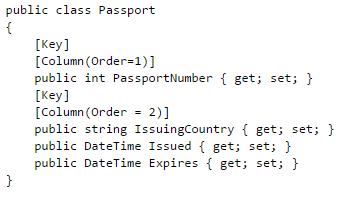 public class Passport
{
    [Key]
    [Column(Order=1)]
    public int PassportNumber { get; set; }
    [Key]
    [Column(Order = 2)]
    public string IssuingCountry { get; set; }
    public DateTime Issued { get; set; }
    public DateTime Expires { get; set; }
}